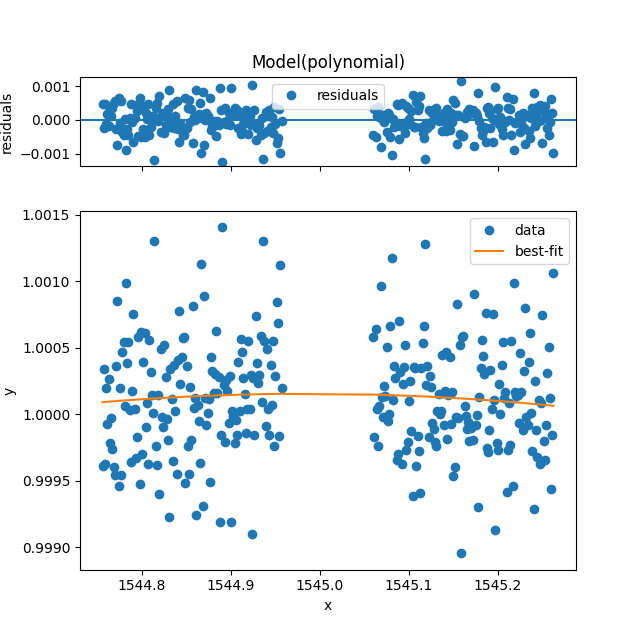 Model(polynomial)
residuals
0.001
0.000
−0.001
residuals
y
1.0015
1.0010
1.0005
1.0000
0.9995
0.9990
data
best-fit
1544.8 1544.9 1545.0 1545.1 1545.2
x